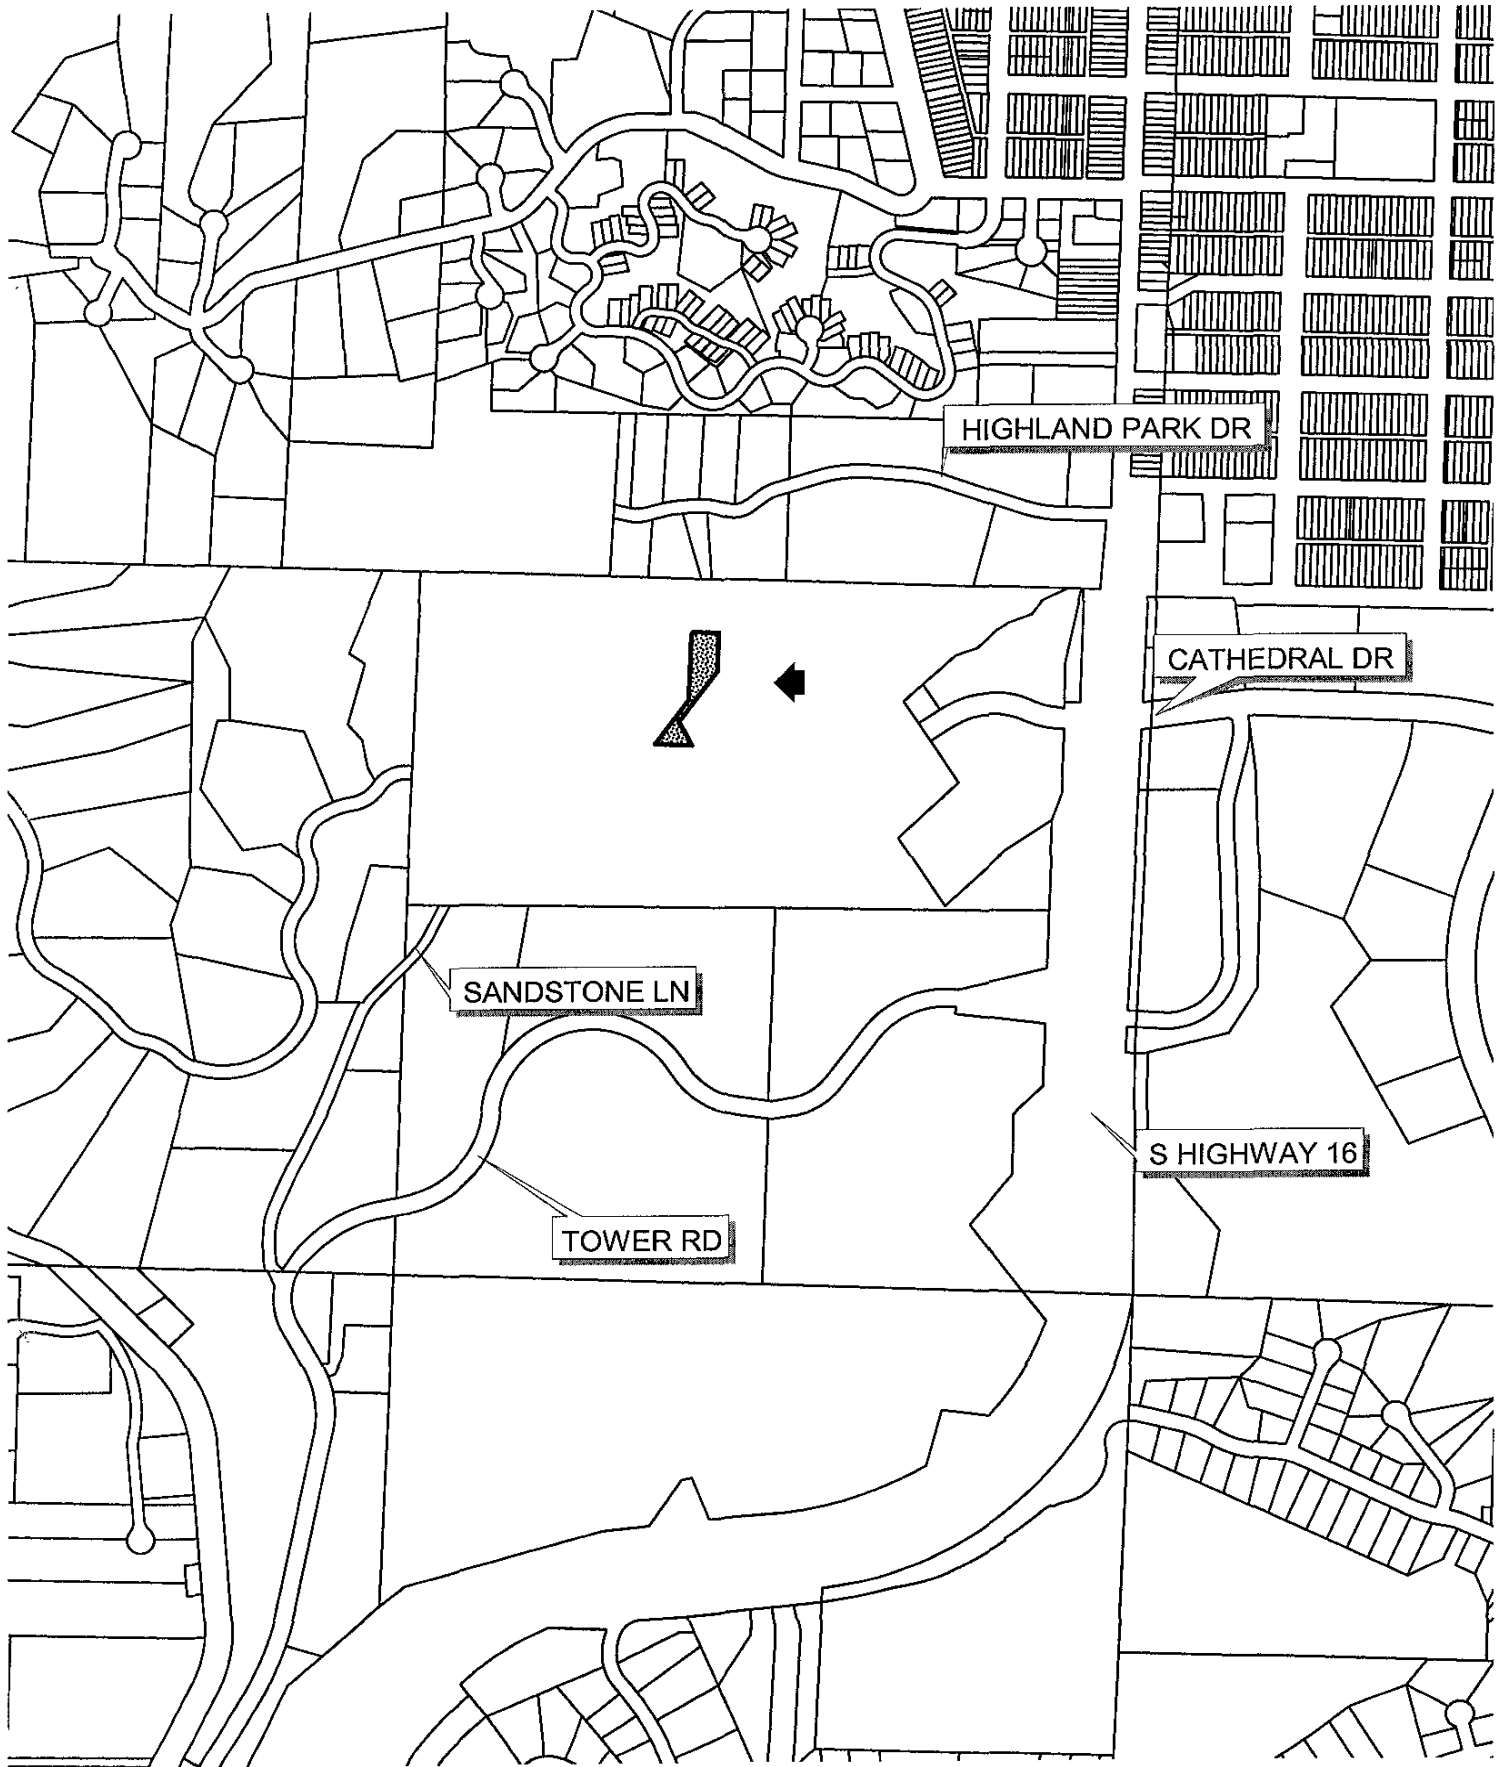 HIGHLAND PARK DR
CATHEDRAL DR
SANDSTONE LN
S HIGHWAY 16
TOWER RD